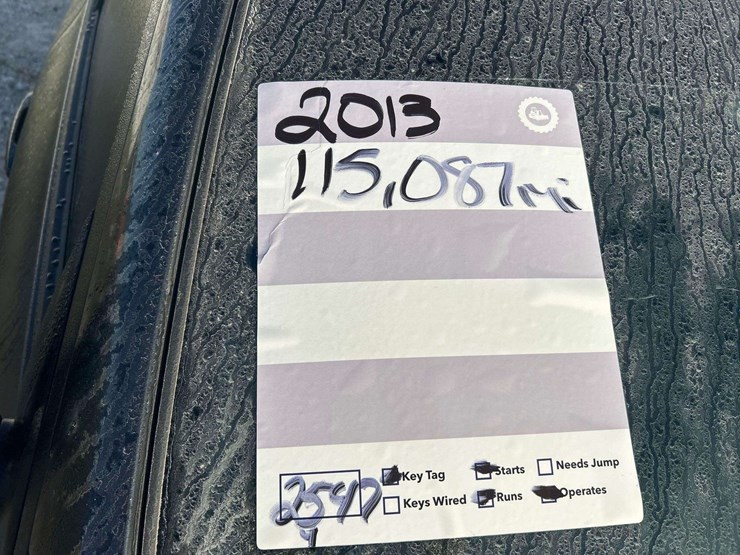 2013
115,087mi
Key Tag Starts Needs Jump
Keys Wired Runs Operates